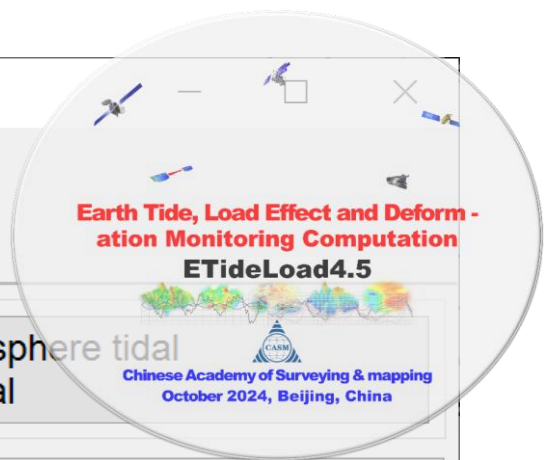 Earth Tide, Load Effect and Deform -
ation Monitoring Computation
ETideLoad4.5
sphere tidal
al
CASM
Chinese Academy of Surveying & mapping
October 2024, Beijing, China